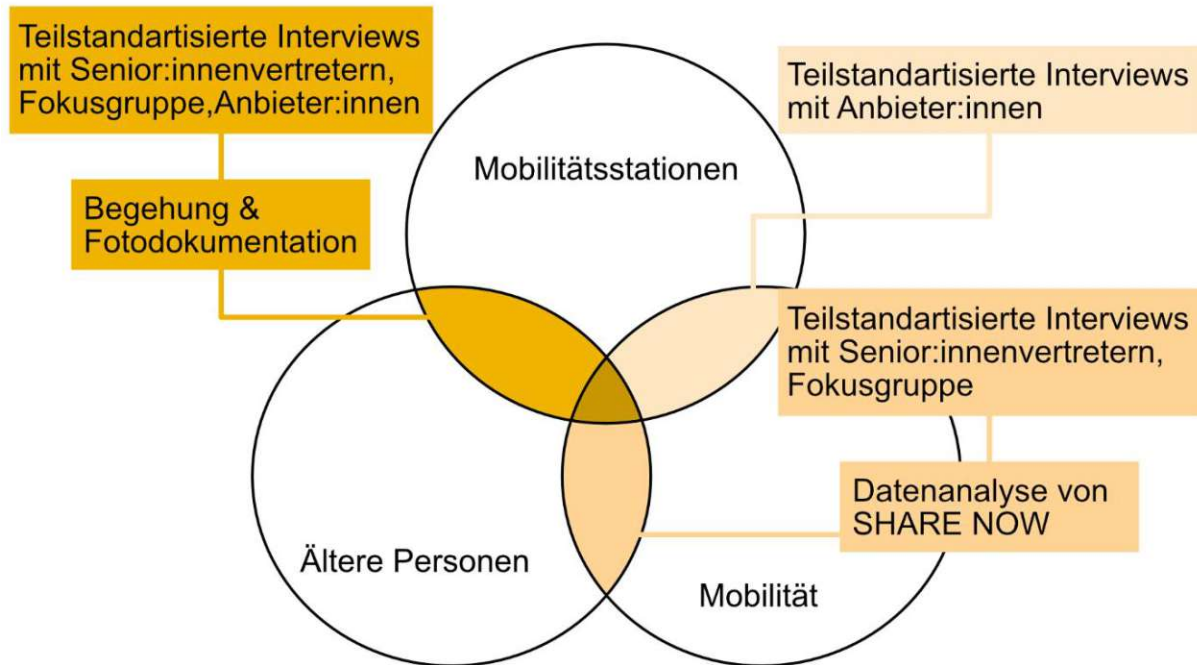 Teilstandartisierte Interviews
mit Senior:innenvertretern,
Fokusgruppe,Anbieter:innen
Begehung &
Fotodokumentation
Mobilitätsstationen
Teilstandartisierte Interviews
mit Anbieter:innen
Teilstandartisierte Interviews
mit Senior:innenvertretern,
Fokusgruppe
Datenanalyse von
SHARE NOW
Ältere Personen
Mobilität